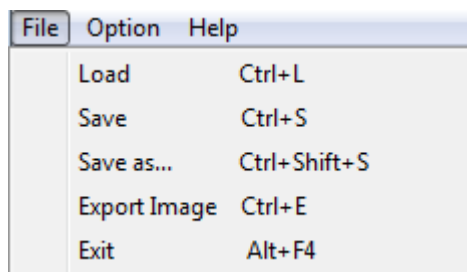 File Option Help
Load Ctrl+L
Save Ctrl+S
Save as... Ctrl+Shift+S
Export Image Ctrl+E
Exit Alt+F4